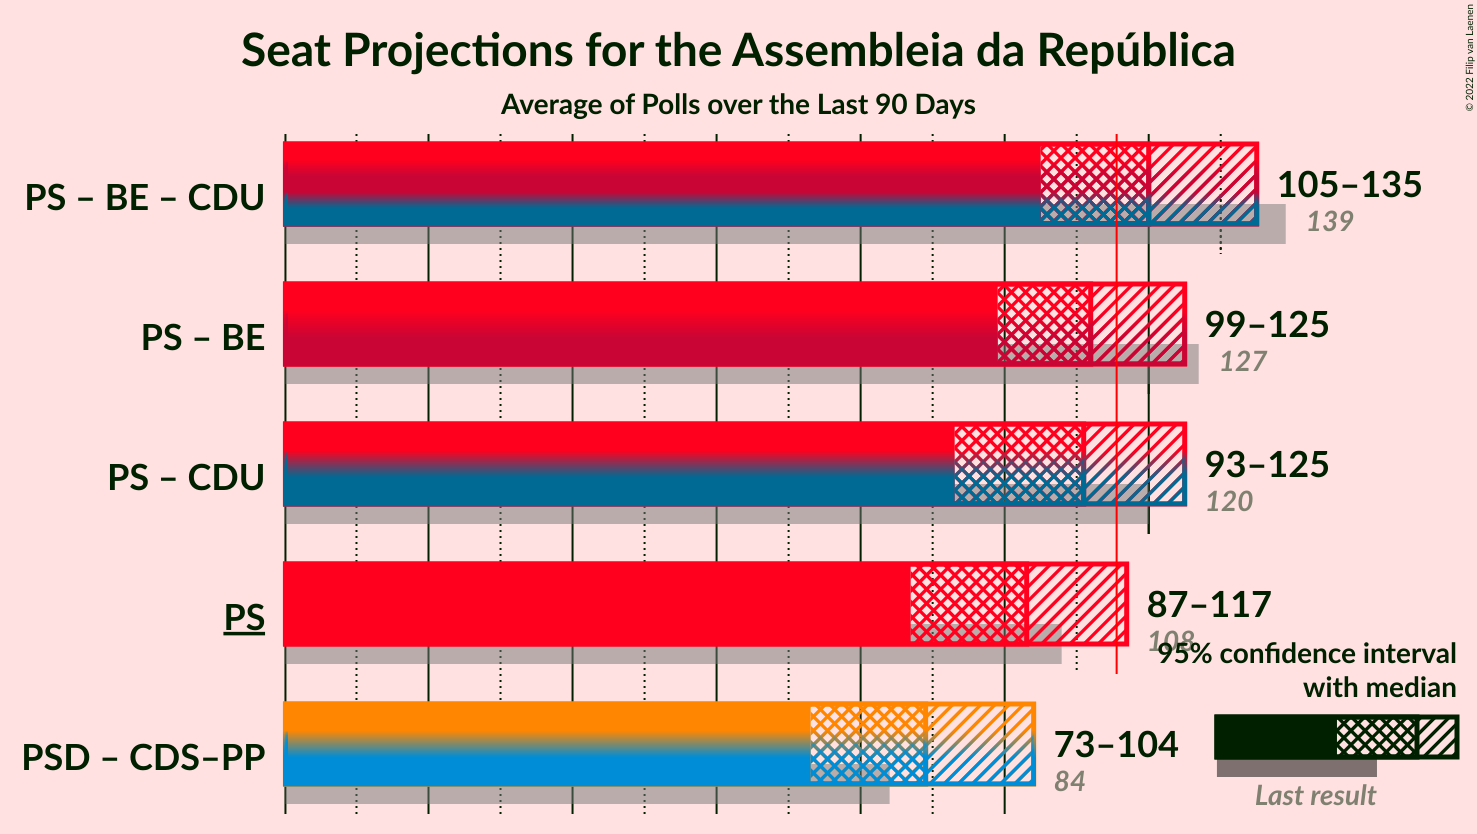 Seat Projections for the Assembleia da República
Average of Polls over the Last 90 Days
© 2022 Filip van Laenen
PS – BE – CDU
105–135
139
PS – BE
99–125
127
PS – CDU
93–125
120
PS
87–117
108
95% confidence interval
with median
PSD – CDS–PP
73–104
84
Last result